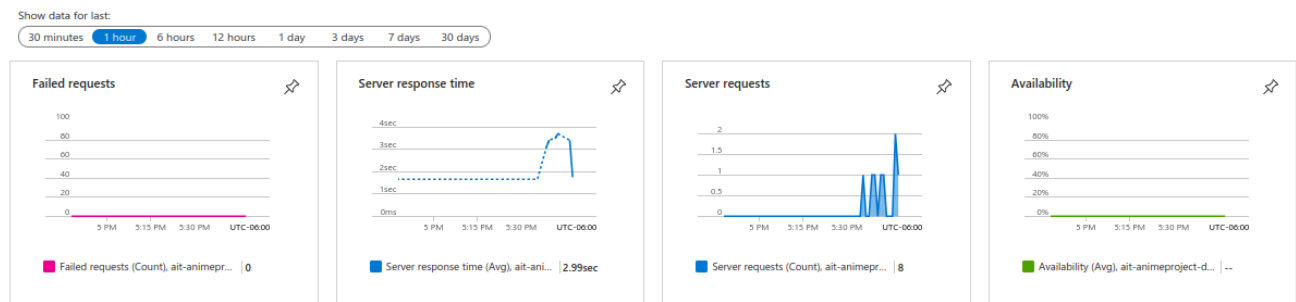 Show data for last:
30 minutes 1 hour 6 hours 12 hours 1 day 3 days 7 days 30 days
Failed requests
100
80
60
40
20
0
5 PM 5:15 PM 5:30 PM UTC-06:00
Failed requests (Count), ait-animepr... 0
Server response time
4sec
3sec
2sec
1sec
0ms
5 PM 5:15 PM 5:30 PM UTC-06:00
Server response time (Avg), ait-ani... 2.99sec
Server requests
2
1.5
1
0.5
0
5 PM 5:15 PM 5:30 PM UTC-06:00
Server requests (Count), ait-animepr... 8
Availability
100%
80%
60%
40%
20%
0%
5 PM 5:15 PM 5:30 PM UTC-06:00
Availability (Avg), ait-animeproject-d... --